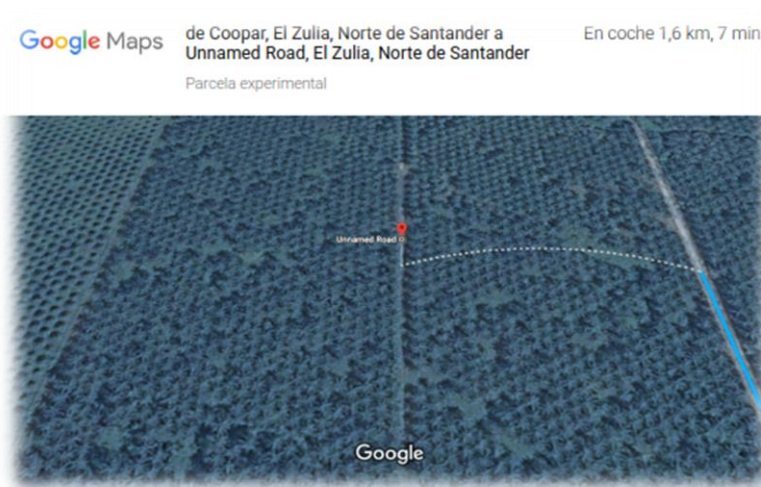 Google Maps
de Coopar, El Zulia, Norte de Santander a
Unnamed Road, El Zulia, Norte de Santander
En coche 1,6 km, 7 min
Parcela experimental
Unnamed Road
Google